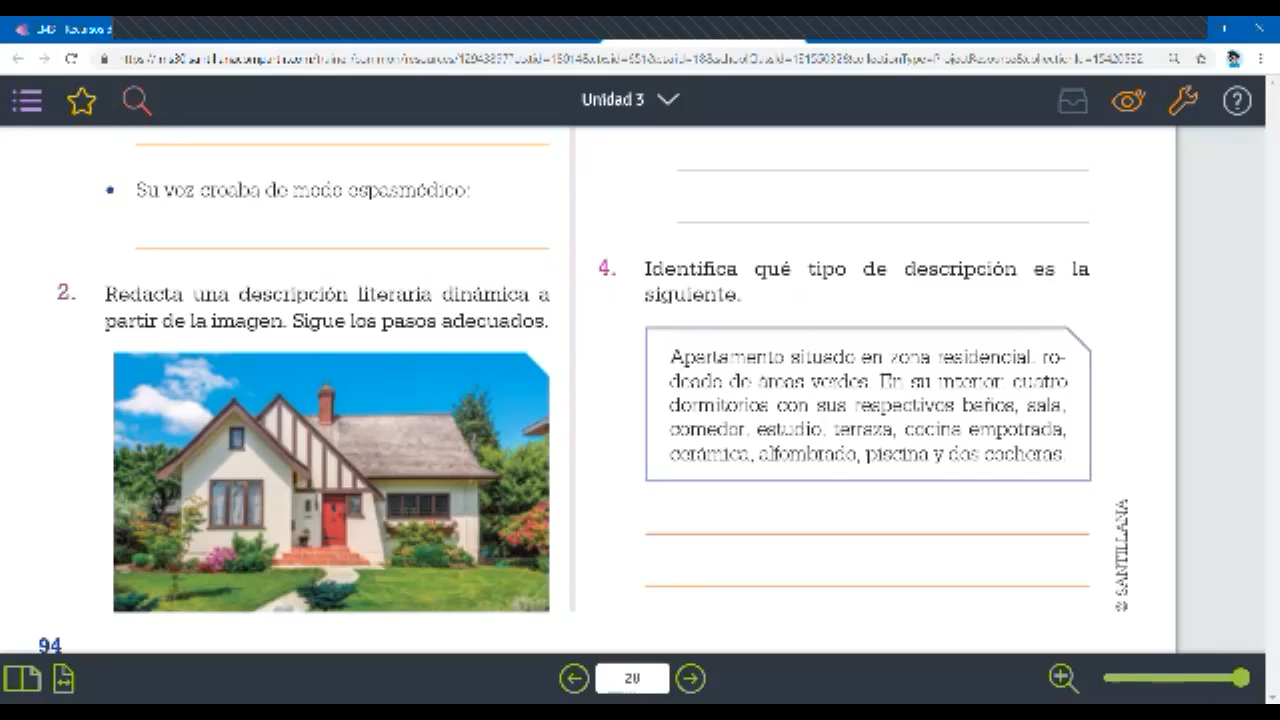 Unidad 3
Su voz croaba de modo espasmódico:
2. Redacta una descripción literaria dinámica a
partir de la imagen. Sigue los pasos adecuados.
94
4. Identifica qué tipo de descripción es la
siguiente.
Apartamento situado en zona residencial, ro-
deado de áreas verdes. En su interior: cuatro
dormitorios con sus respectivos baños, sala,
comedor, estudio, terraza, cocina empotrada,
cerámica, alfombrado, piscina y dos cocheras.
© SANTILLANA